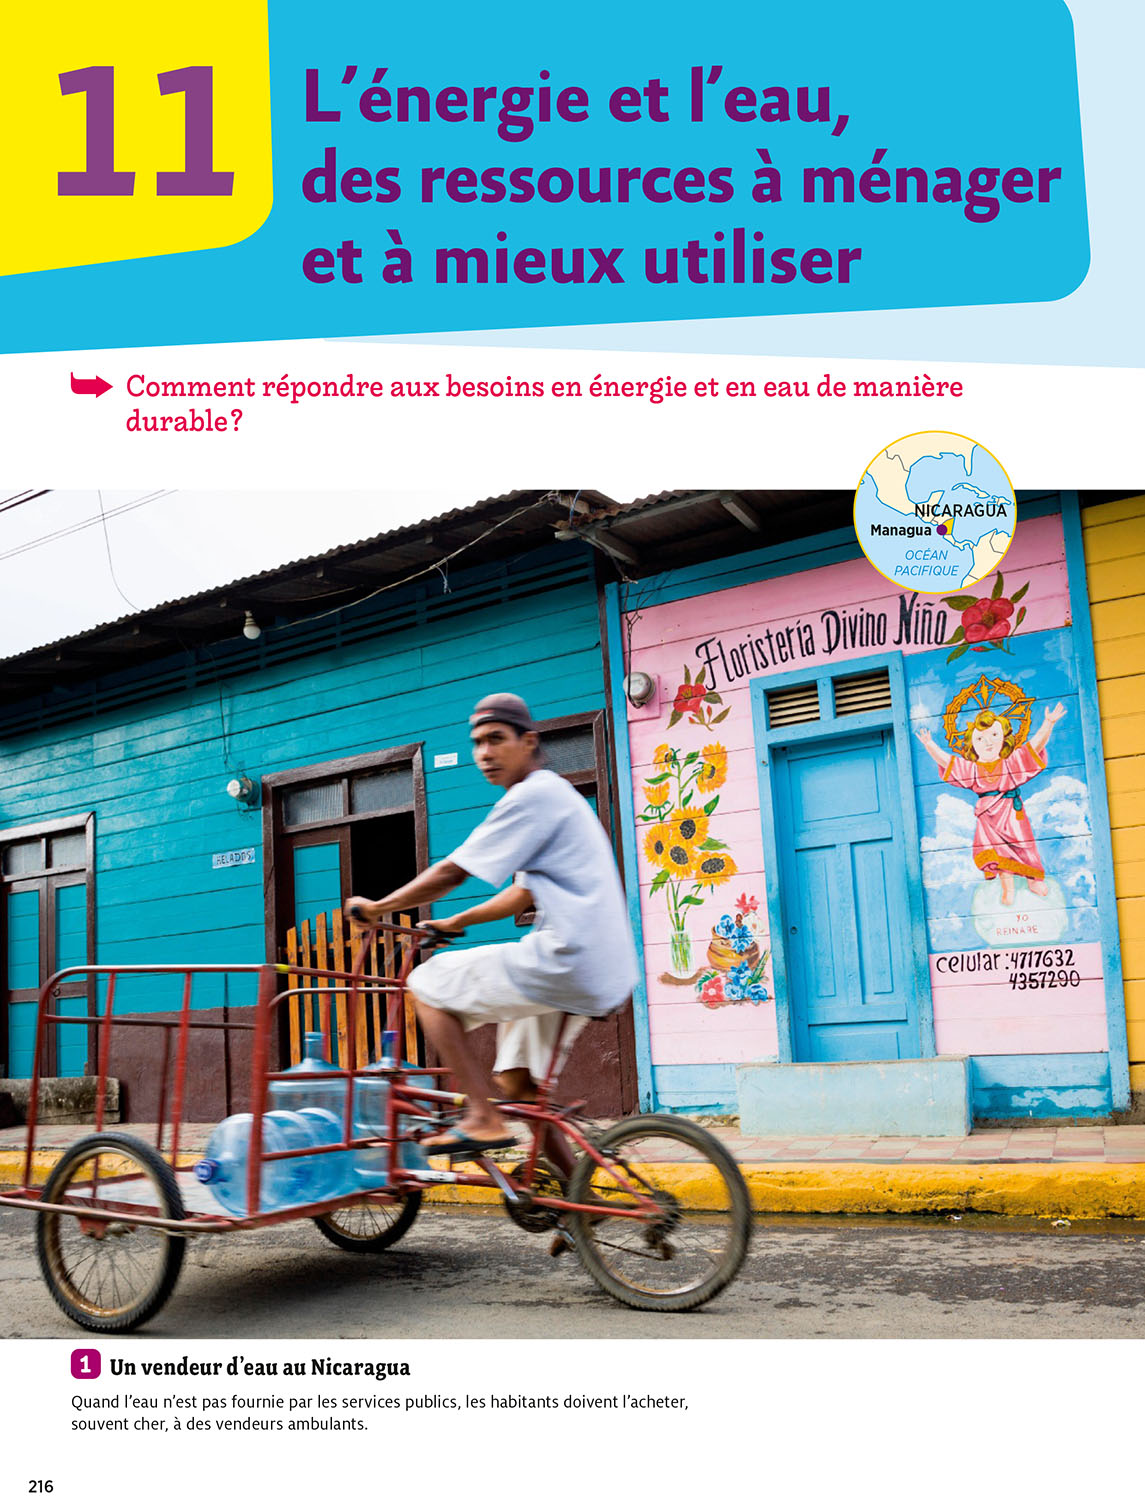 11
L’énergie et l’eau,
des ressources à ménager
et à mieux utiliser
Comment répondre aux besoins en énergie et en eau de manière
durable?
NICARAGUA
Managua
OCÉAN
PACIFIQUE
Floristería Divino Niño
HELADOS
YO
REINARE
celular :4717632
4357290
1 Un vendeur d’eau au Nicaragua
Quand l’eau n’est pas fournie par les services publics, les habitants doivent l’acheter,
souvent cher, à des vendeurs ambulants.
216